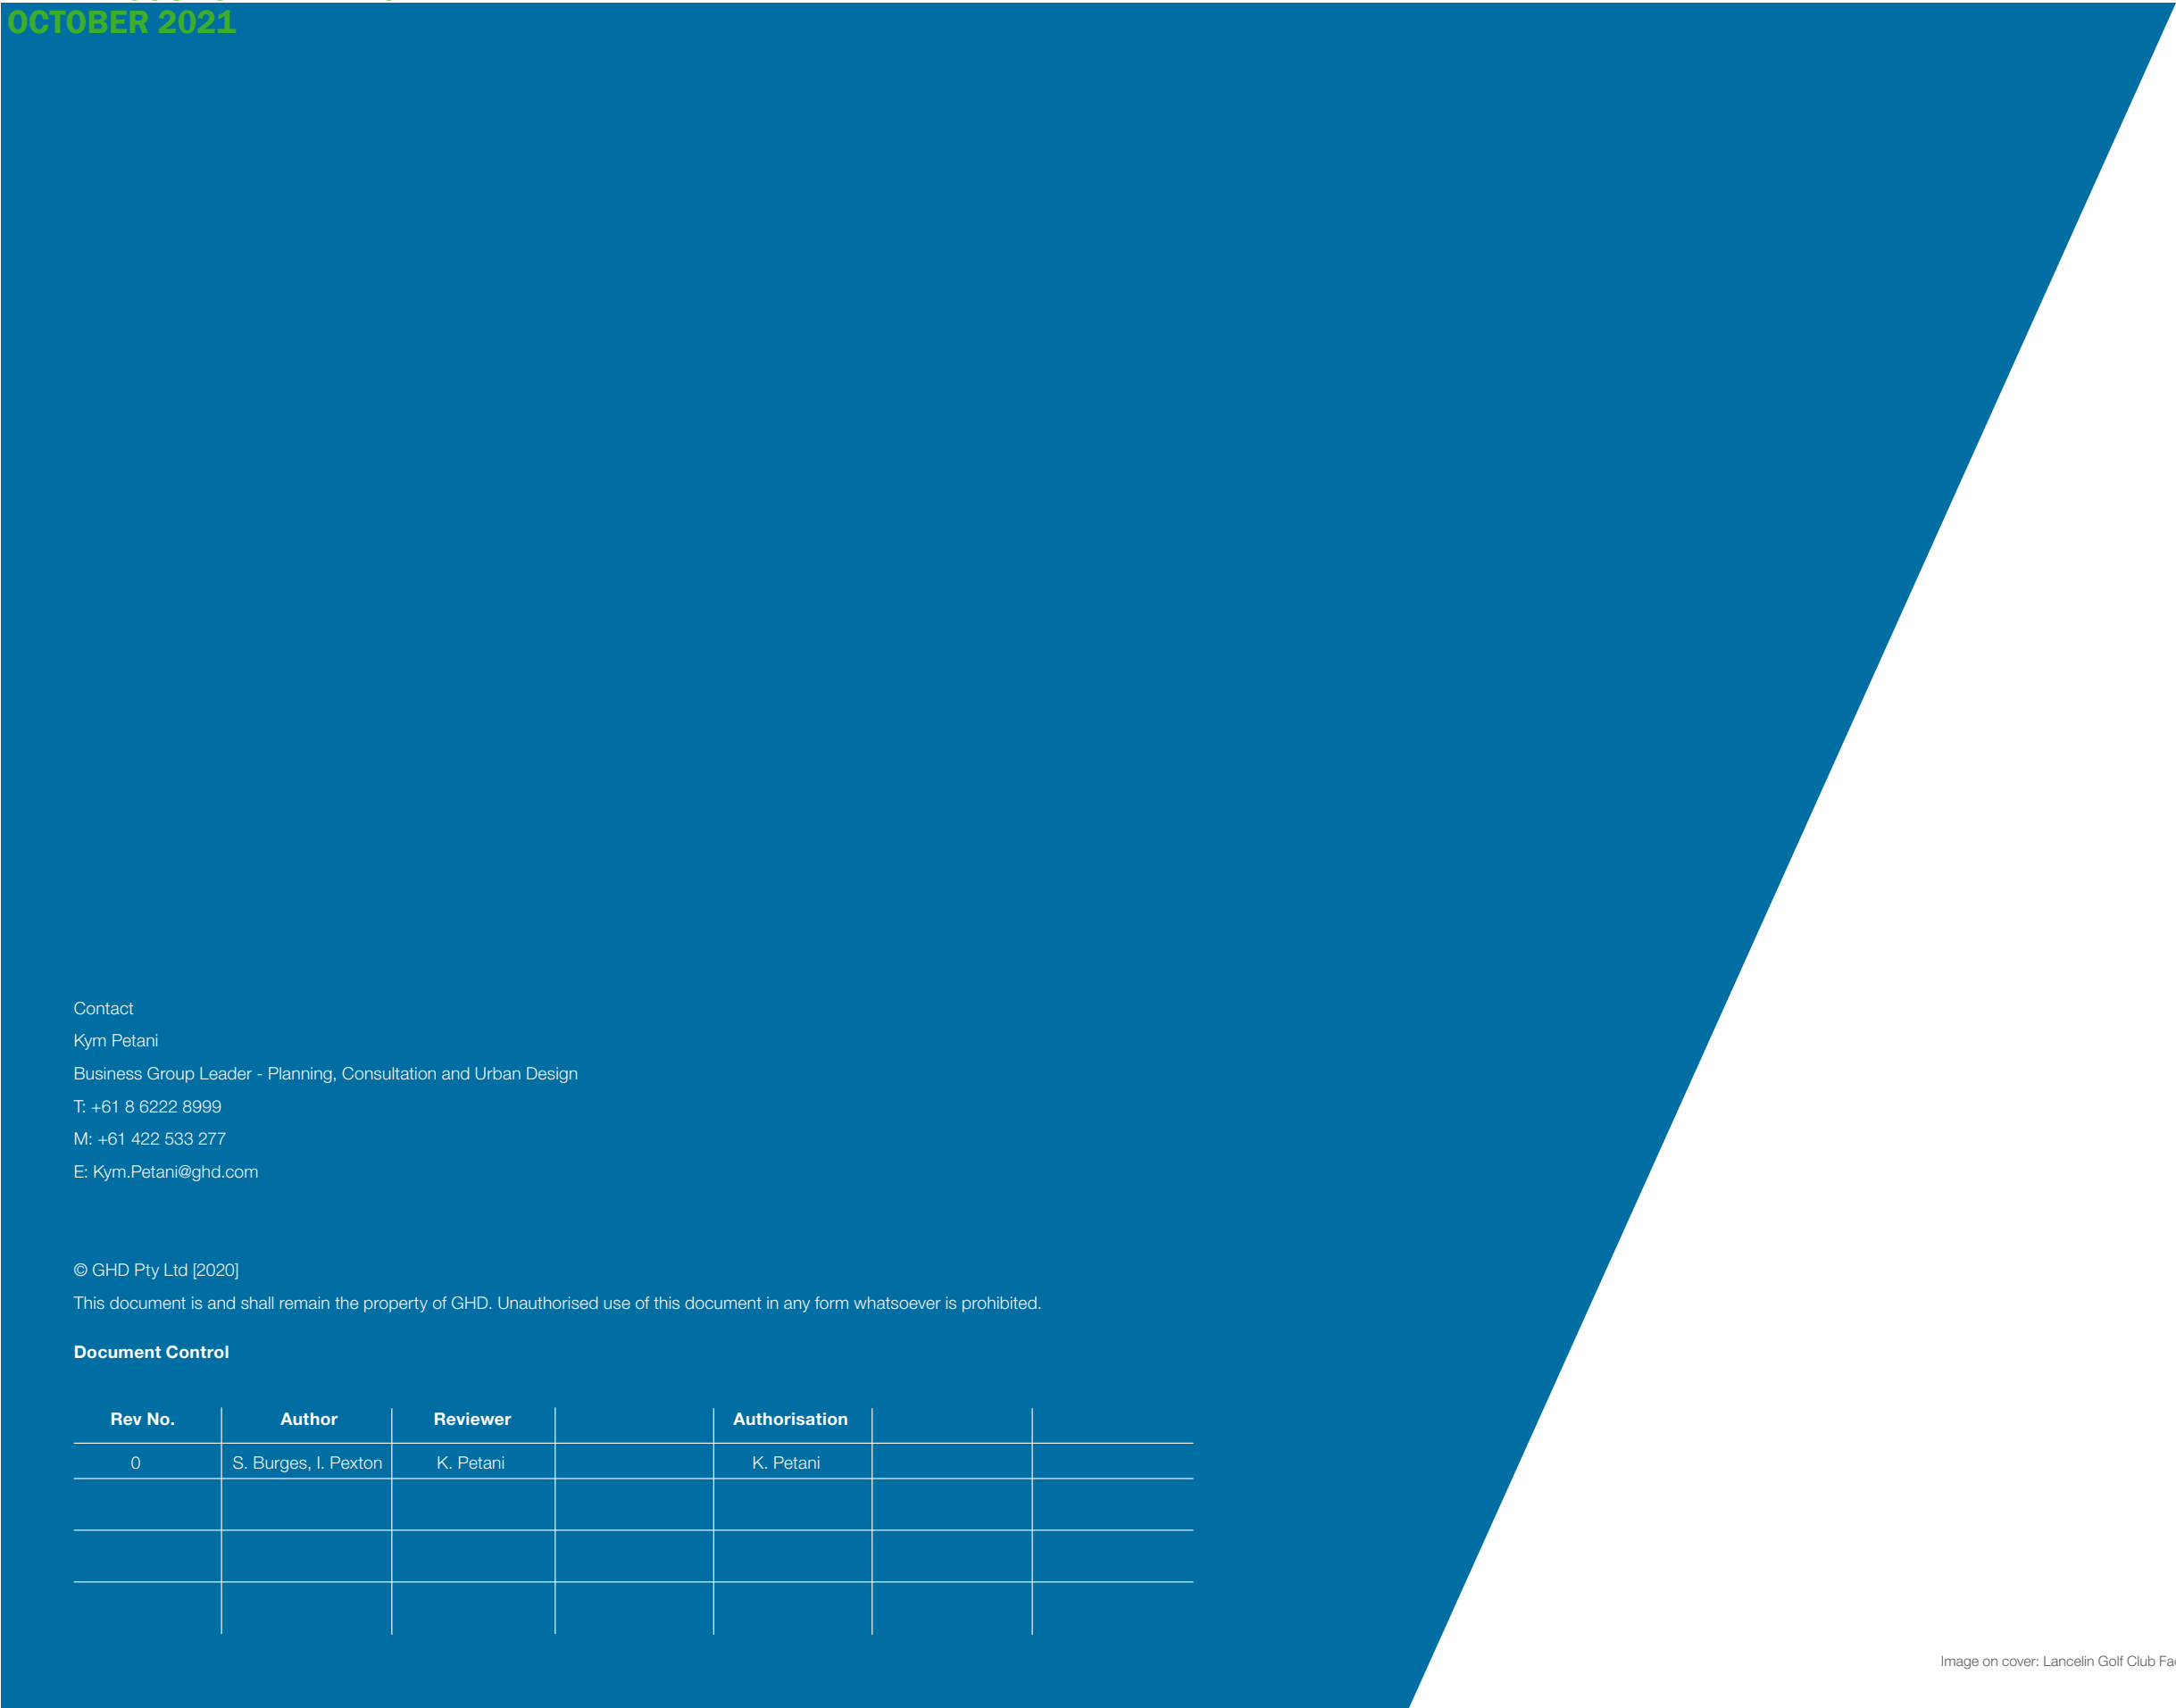 OCTOBER 2021
Contact
Kym Petani
Business Group Leader - Planning, Consultation and Urban Design
T: +61 8 6222 8999
M: +61 422 533 277
E: Kym.Petani@ghd.com
© GHD Pty Ltd [2020]
This document is and shall remain the property of GHD. Unauthorised use of this document in any form whatsoever is prohibited.
Document Control
Rev No. Author Reviewer Authorisation
0 S. Burges, I. Pexton K. Petani K. Petani
Image on cover: Lancelin Golf Club